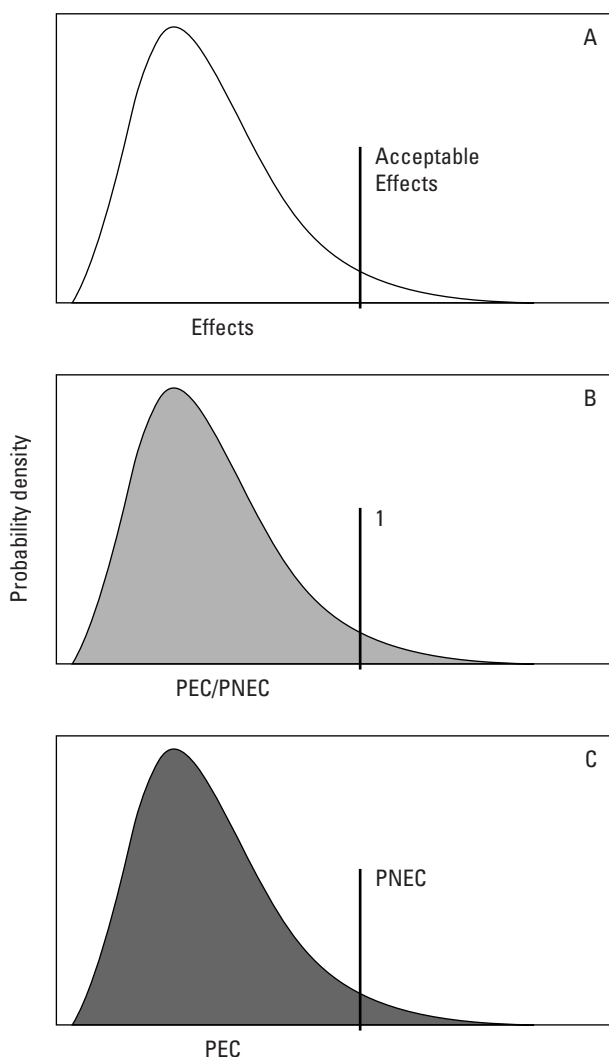 A
Acceptable
Effects
Effects
B
1
PEC/PNEC
Probability density
C
PNEC
PEC